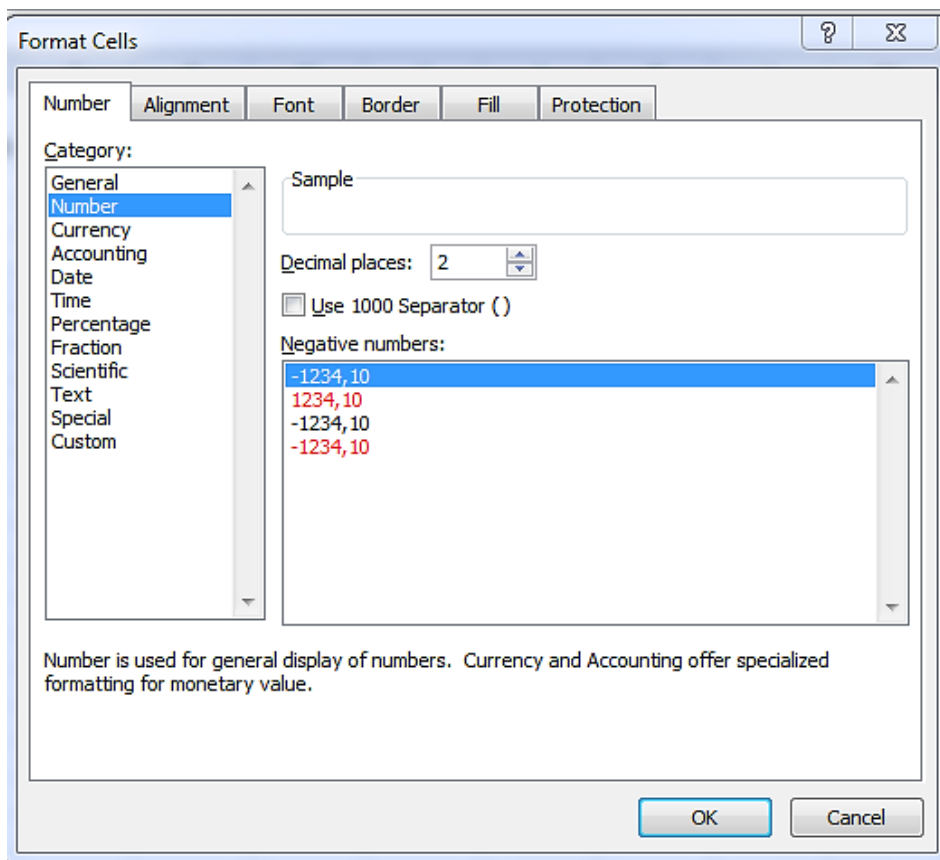 Format Cells
Number Alignment Font Border Fill Protection
Category:
General
Number
Currency
Accounting
Date
Time
Percentage
Fraction
Scientific
Text
Special
Custom
Sample
Decimal places: 2
Use 1000 Separator ( )
Negative numbers:
-1234,10
1234,10
-1234,10
-1234,10
Number is used for general display of numbers. Currency and Accounting offer specialized
formatting for monetary value.
OK Cancel